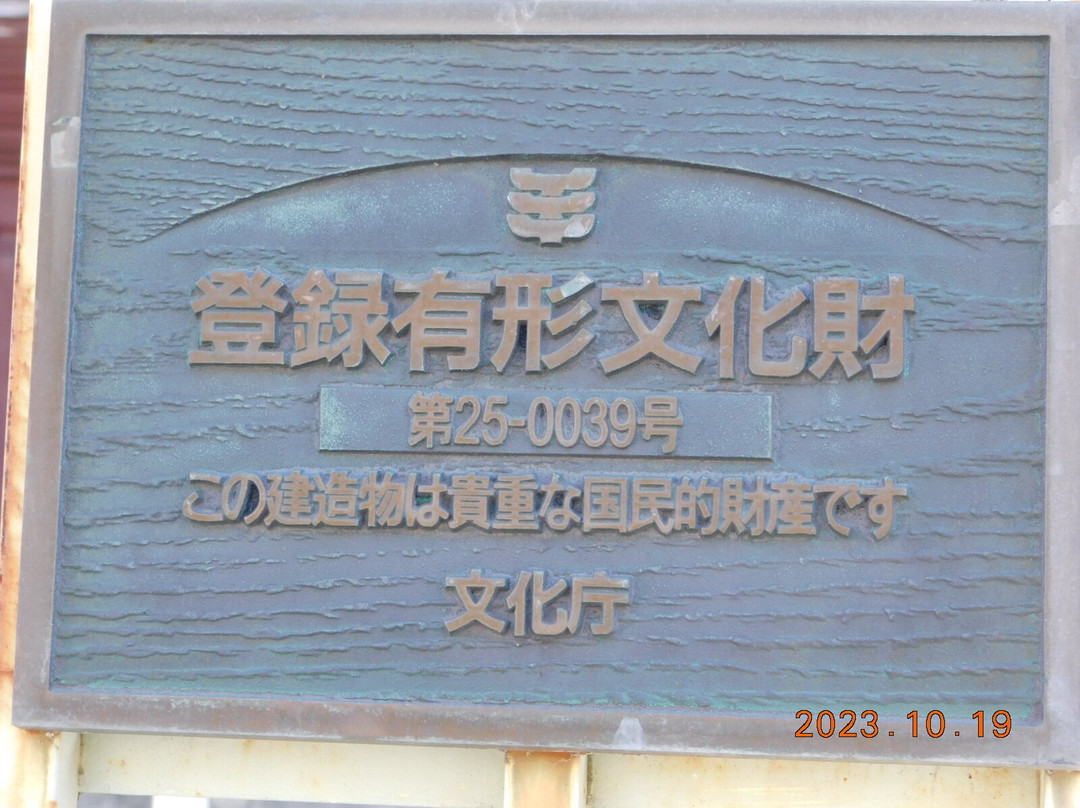 登録有形文化財
第25-0039号
この建造物は貴重な国民的財産です
文化庁
2023.10.19